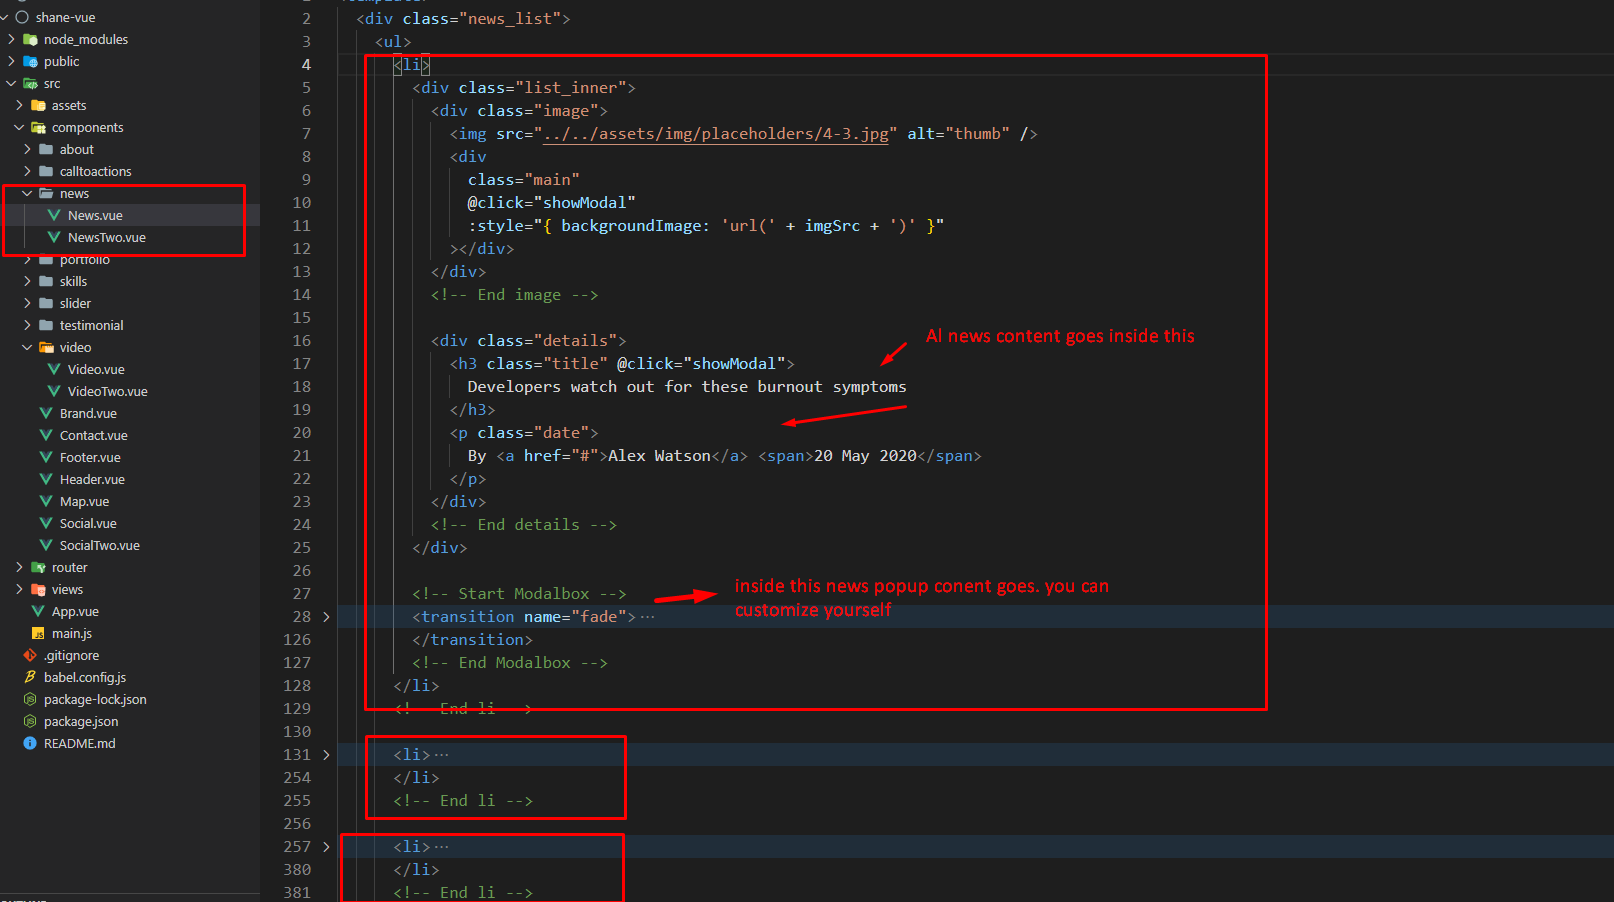 shane-vue
node_modules
public
src
assets
components
about
calltoactions
news
News.vue
NewsTwo.vue
portfolio
skills
slider
testimonial
video
Video.vue
VideoTwo.vue
Brand.vue
Contact.vue
Footer.vue
Header.vue
Map.vue
Social.vue
SocialTwo.vue
router
views
App.vue
JS main.js
.gitignore
babel.config.js
package-lock.json
package.json
README.md
2 <div class="news_list">
3 <ul>
4 <li>
5 <div class="list_inner">
6 <div class="image">
7 <img src="../../assets/img/placeholders/4-3.jpg" alt="thumb" />
8 <div
9 class="main"
10 @click="showModal"
11 :style="{ backgroundImage: 'url(' + imgSrc + ')' }"
12 ></div>
13 </div>
14 <!-- End image -->
15
16 <div class="details">
Al news content goes inside this
17 <h3 class="title" @click="showModal">
18 Developers watch out for these burnout symptoms
19 </h3>
20 <p class="date">
21 By <a href="#">Alex Watson</a> <span>20 May 2020</span>
22 </p>
23 </div>
24 <!-- End details -->
25 </div>
26
27 <!-- Start Modalbox -->
inside this news popup conent goes. you can
customize yourself
28 <transition name="fade"> ···
126 </transition>
127 <!-- End Modalbox -->
128 </li>
129 <!-- End li -->
130
131 <li> ···
254 </li>
255 <!-- End li -->
256
257 <li> ···
380 </li>
381 <!-- End li -->